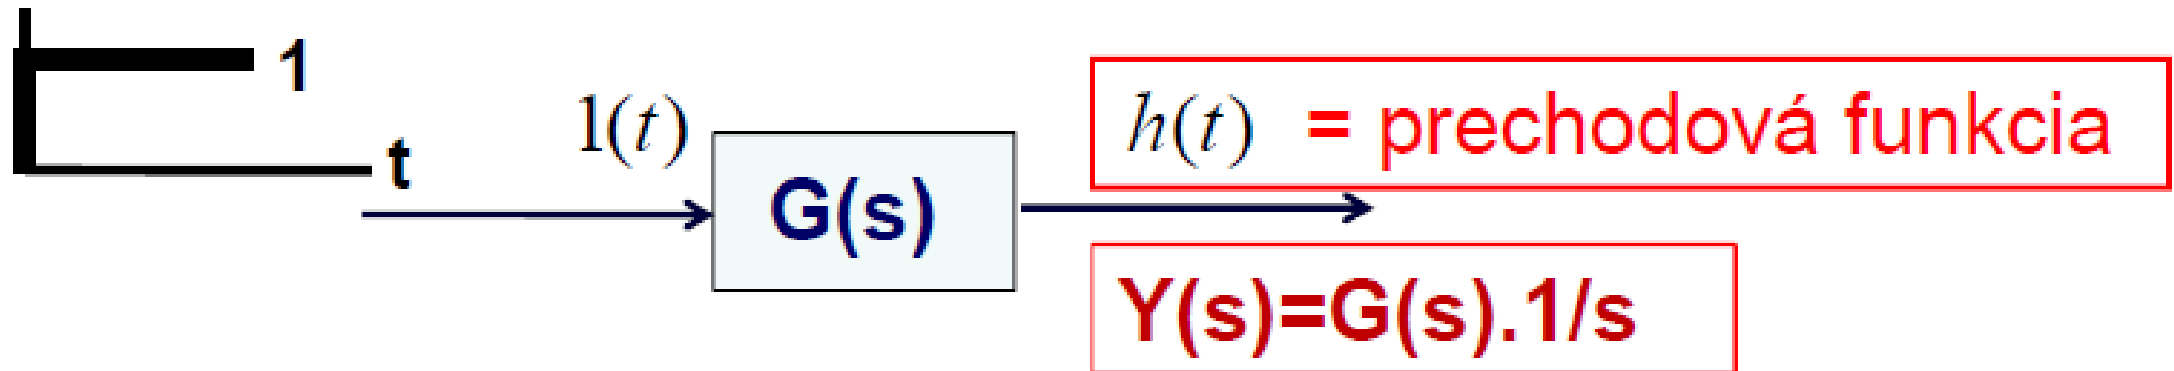 1
t
1(t)
G(s)
h(t) = prechodová funkcia
Y(s)=G(s).1/s